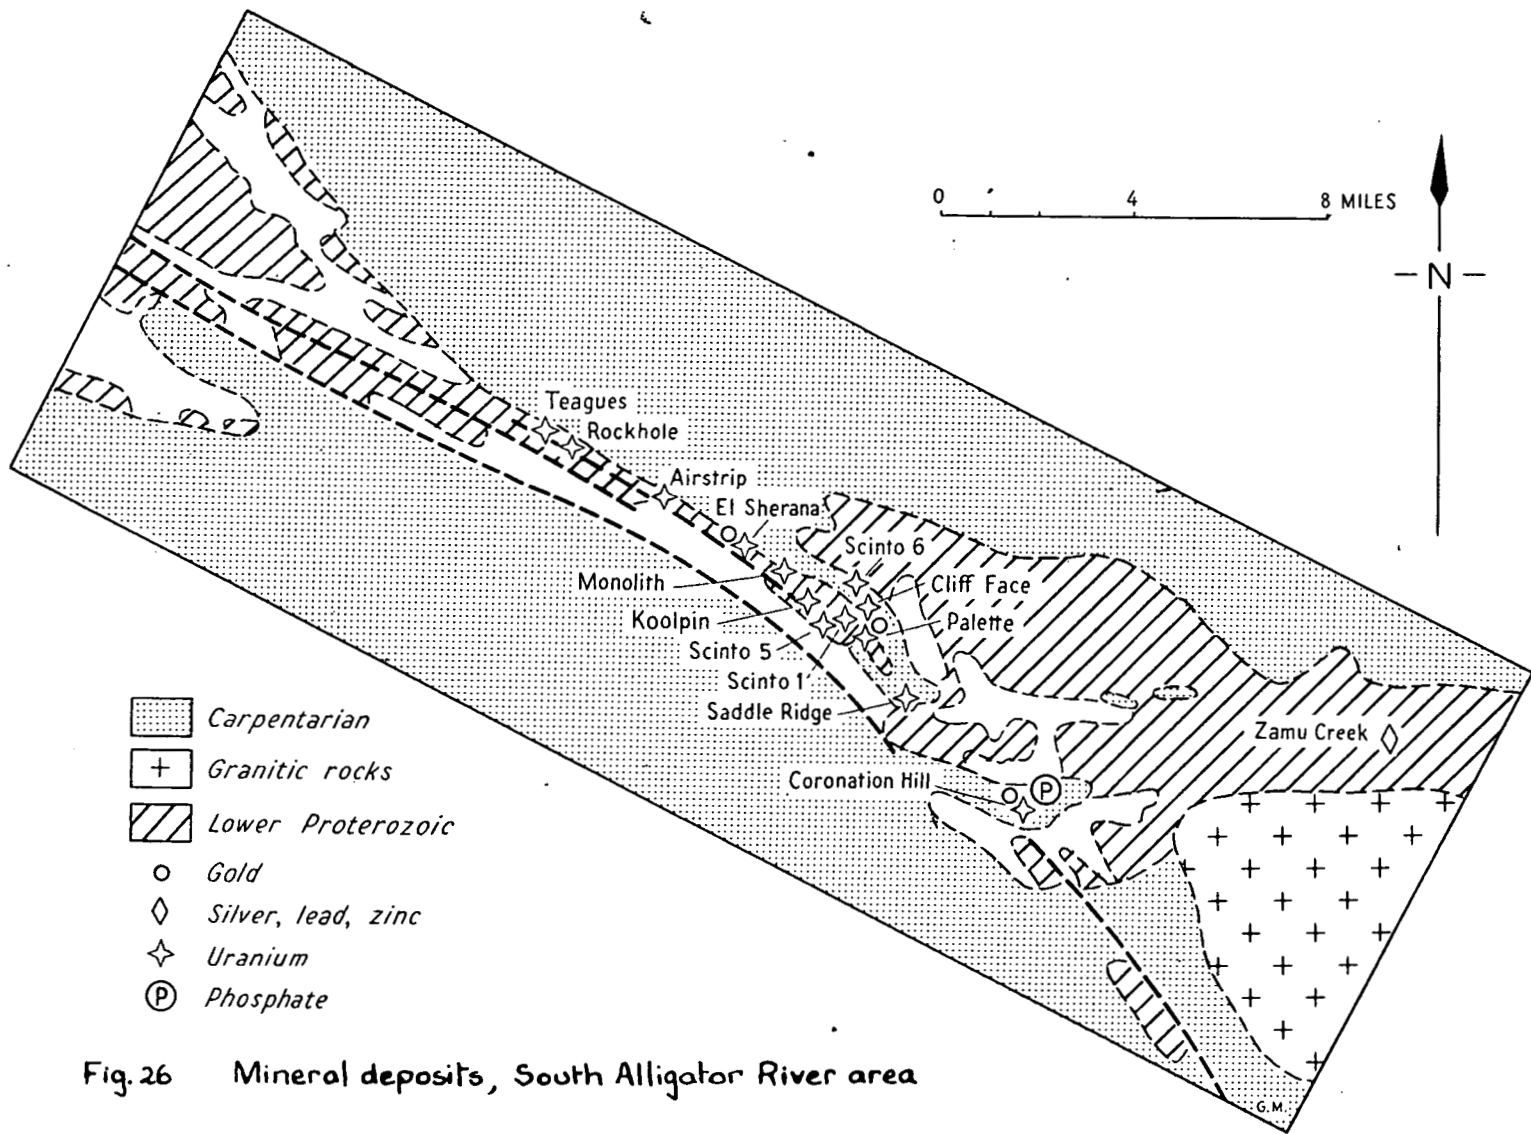 0 4 8 MILES
N
Teagues
Rockhole
Airstrip
El Sherana
Scinto 6
Monolith
Cliff Face
Koolpin
Palette
Scinto 5
Scinto 1
Saddle Ridge
Zamu Creek
Coronation Hill
P
Carpentarian
+ Granitic rocks
Lower Proterozoic
Gold
Silver, lead, zinc
Uranium
P Phosphate
Fig. 26 Mineral deposits, South Alligator River area
G.M.